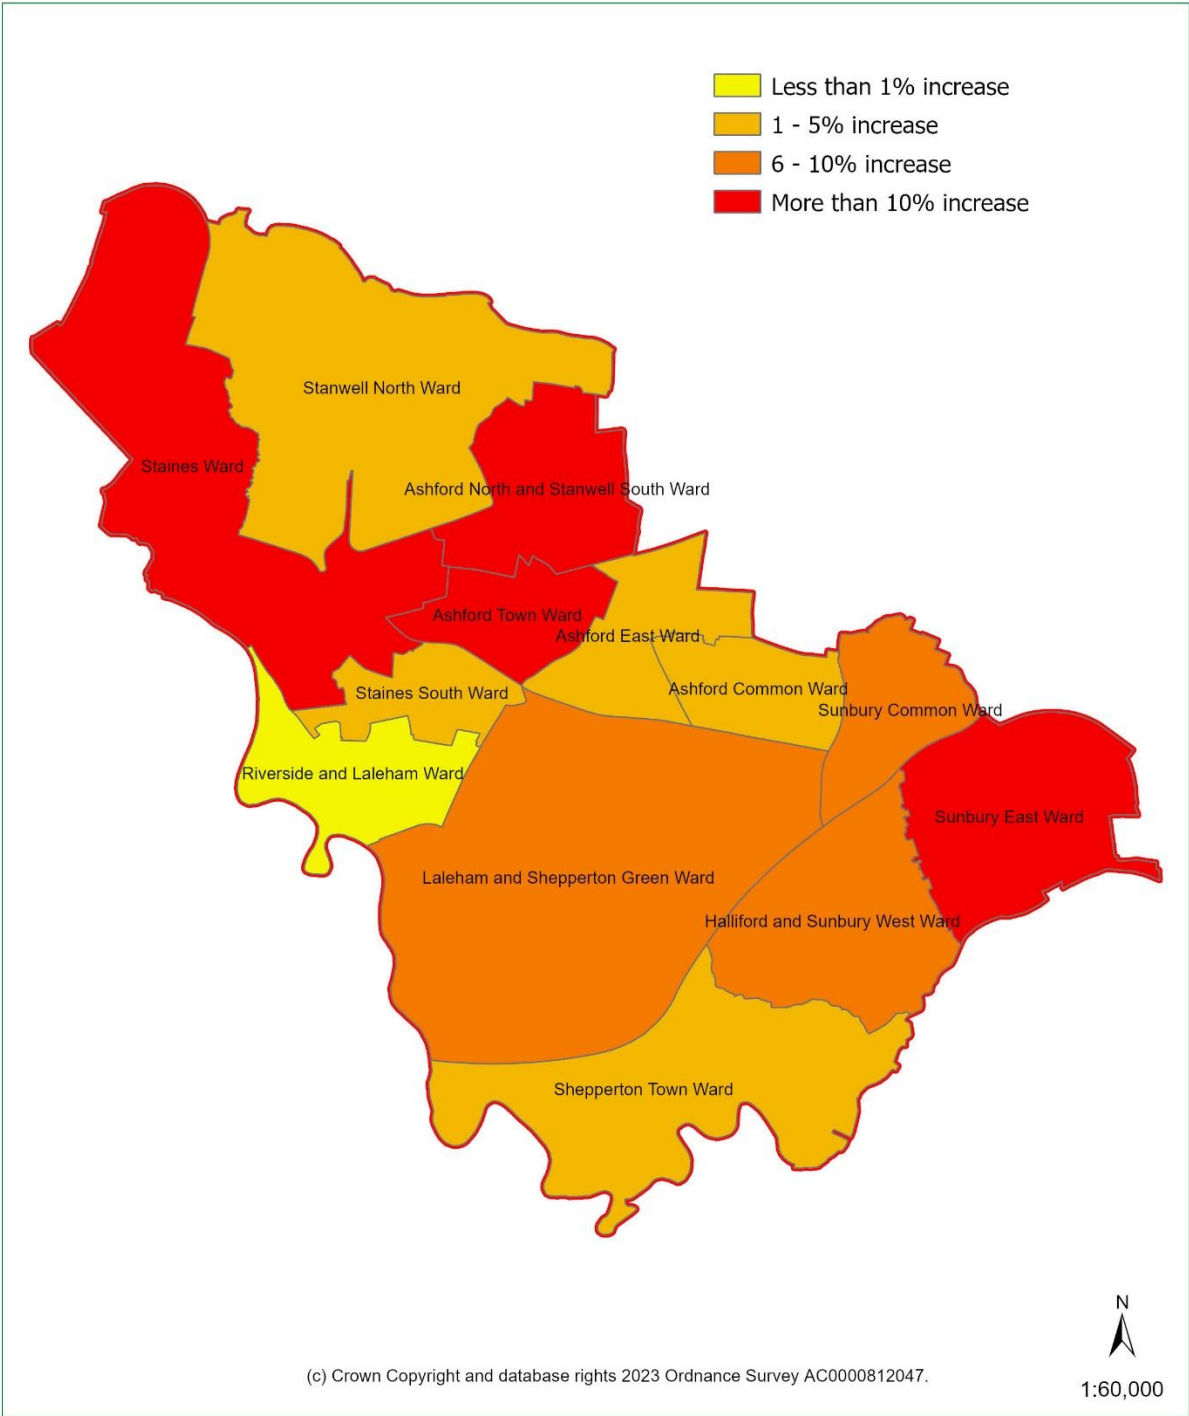 Less than 1% increase
1 - 5% increase
6 - 10% increase
More than 10% increase
Stanwell North Ward
Staines Ward
Ashford North and Stanwell South Ward
Ashford Town Ward
Ashford East Ward
Staines South Ward
Ashford Common Ward
Sunbury Common Ward
Riverside and Laleham Ward
Sunbury East Ward
Laleham and Shepperton Green Ward
Halliford and Sunbury West Ward
Shepperton Town Ward
N
(c) Crown Copyright and database rights 2023 Ordnance Survey AC0000812047.
1:60,000